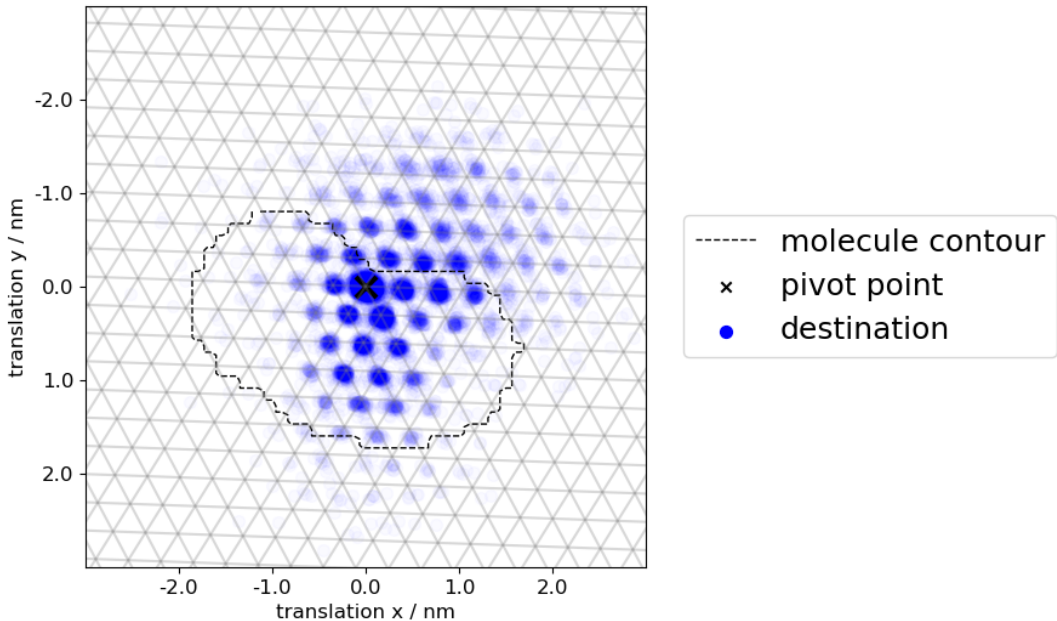 -2.0
-1.0
0.0
1.0
2.0
translation y / nm
-2.0 -1.0 0.0 1.0 2.0
translation x / nm
molecule contour
pivot point
destination